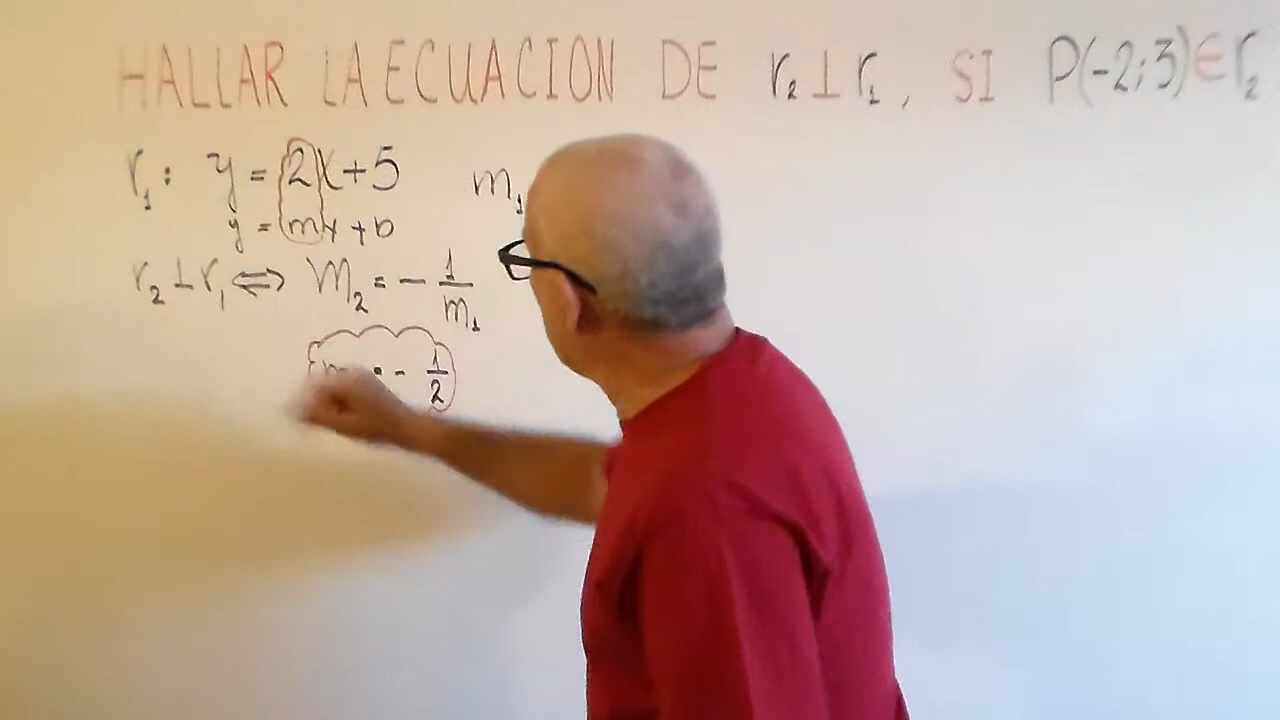 HALLAR LA ECUACION DE r₂ ⊥ r₁, SI P(-2;3) ∈ r₂
r₁: y = 2x+5 m₁
y = mx + b
r₂ ⊥ r₁ ⟺ m₂ = - 1/m₁
- 1/2